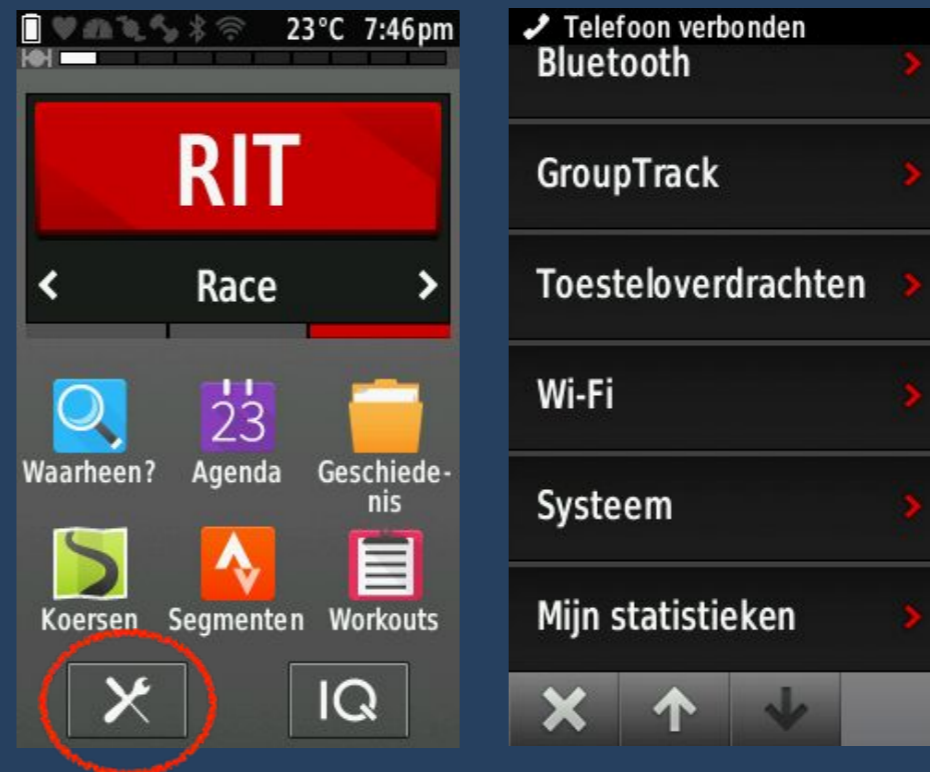 23°C 7:46pm
RIT
Race
23
Waarheen?
Agenda
Geschiede-
nis
Koersen
Segmenten
Workouts
IQ
Telefoon verbonden
Bluetooth
GroupTrack
Toesteloverdrachten
Wi-Fi
Systeem
Mijn statistieken